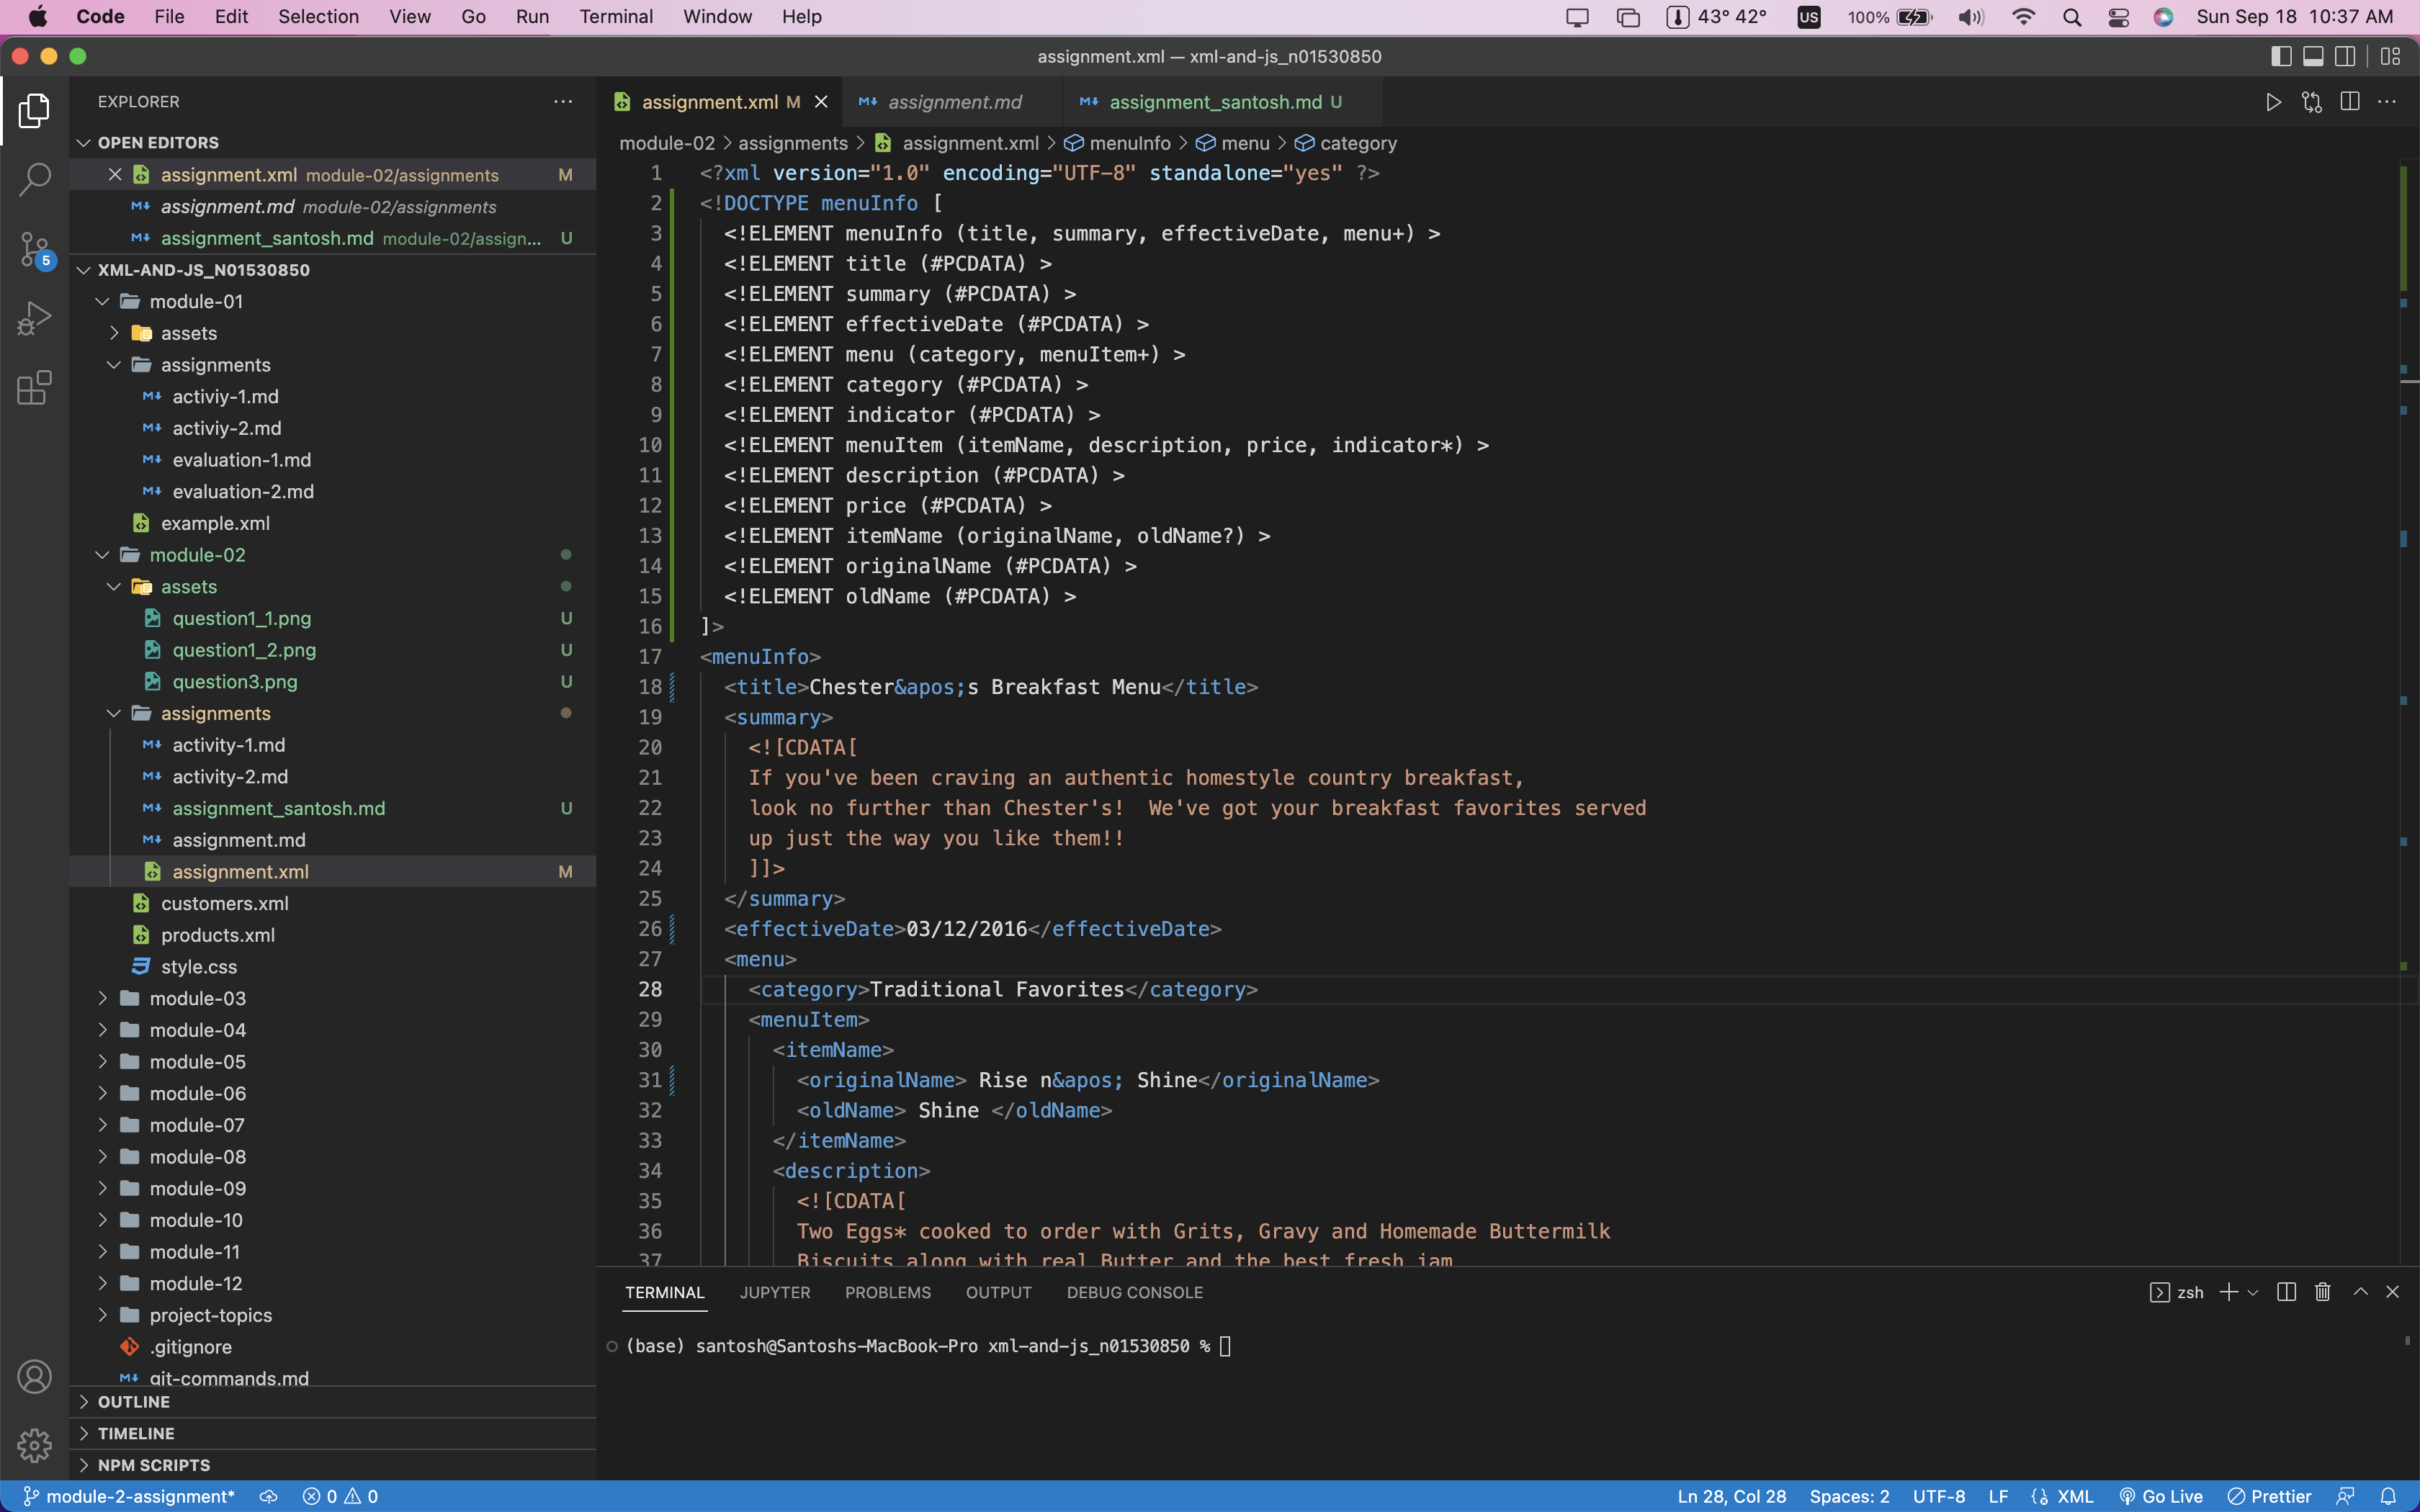 Code File Edit Selection View Go Run Terminal Window Help 43° 42° US 100% Sun Sep 18 10:37 AM
assignment.xml — xml-and-js_n01530850
EXPLORER
OPEN EDITORS
assignment.xml module-02/assignments M
assignment.md module-02/assignments
assignment_santosh.md module-02/assign... U
5
XML-AND-JS_N01530850
module-01
assets
assignments
activiy-1.md
activiy-2.md
evaluation-1.md
evaluation-2.md
example.xml
module-02
assets
question1_1.png U
question1_2.png U
question3.png U
assignments
activity-1.md
activity-2.md
assignment_santosh.md U
assignment.md
assignment.xml M
customers.xml
products.xml
style.css
module-03
module-04
module-05
module-06
module-07
module-08
module-09
module-10
module-11
module-12
project-topics
.gitignore
git-commands.md
OUTLINE
TIMELINE
NPM SCRIPTS
assignment.xml M assignment.md assignment_santosh.md U
module-02 > assignments > assignment.xml > menuInfo > menu > category
1 <?xml version="1.0" encoding="UTF-8" standalone="yes" ?>
2 <!DOCTYPE menuInfo [
3 <!ELEMENT menuInfo (title, summary, effectiveDate, menu+) >
4 <!ELEMENT title (#PCDATA) >
5 <!ELEMENT summary (#PCDATA) >
6 <!ELEMENT effectiveDate (#PCDATA) >
7 <!ELEMENT menu (category, menuItem+) >
8 <!ELEMENT category (#PCDATA) >
9 <!ELEMENT indicator (#PCDATA) >
10 <!ELEMENT menuItem (itemName, description, price, indicator*) >
11 <!ELEMENT description (#PCDATA) >
12 <!ELEMENT price (#PCDATA) >
13 <!ELEMENT itemName (originalName, oldName?) >
14 <!ELEMENT originalName (#PCDATA) >
15 <!ELEMENT oldName (#PCDATA) >
16 ]>
17 <menuInfo>
18 <title>Chester&apos;s Breakfast Menu</title>
19 <summary>
20 <![CDATA[
21 If you've been craving an authentic homestyle country breakfast,
22 look no further than Chester's!  We've got your breakfast favorites served
23 up just the way you like them!!
24 ]]>
25 </summary>
26 <effectiveDate>03/12/2016</effectiveDate>
27 <menu>
28 <category>Traditional Favorites</category>
29 <menuItem>
30 <itemName>
31 <originalName> Rise n&apos; Shine</originalName>
32 <oldName> Shine </oldName>
33 </itemName>
34 <description>
35 <![CDATA[
36 Two Eggs* cooked to order with Grits, Gravy and Homemade Buttermilk
37 Biscuits along with real Butter and the best fresh jam
TERMINAL JUPYTER PROBLEMS OUTPUT DEBUG CONSOLE zsh
(base) santosh@Santoshs-MacBook-Pro xml-and-js_n01530850 %
module-2-assignment* 0 0 Ln 28, Col 28 Spaces: 2 UTF-8 LF XML Go Live Prettier